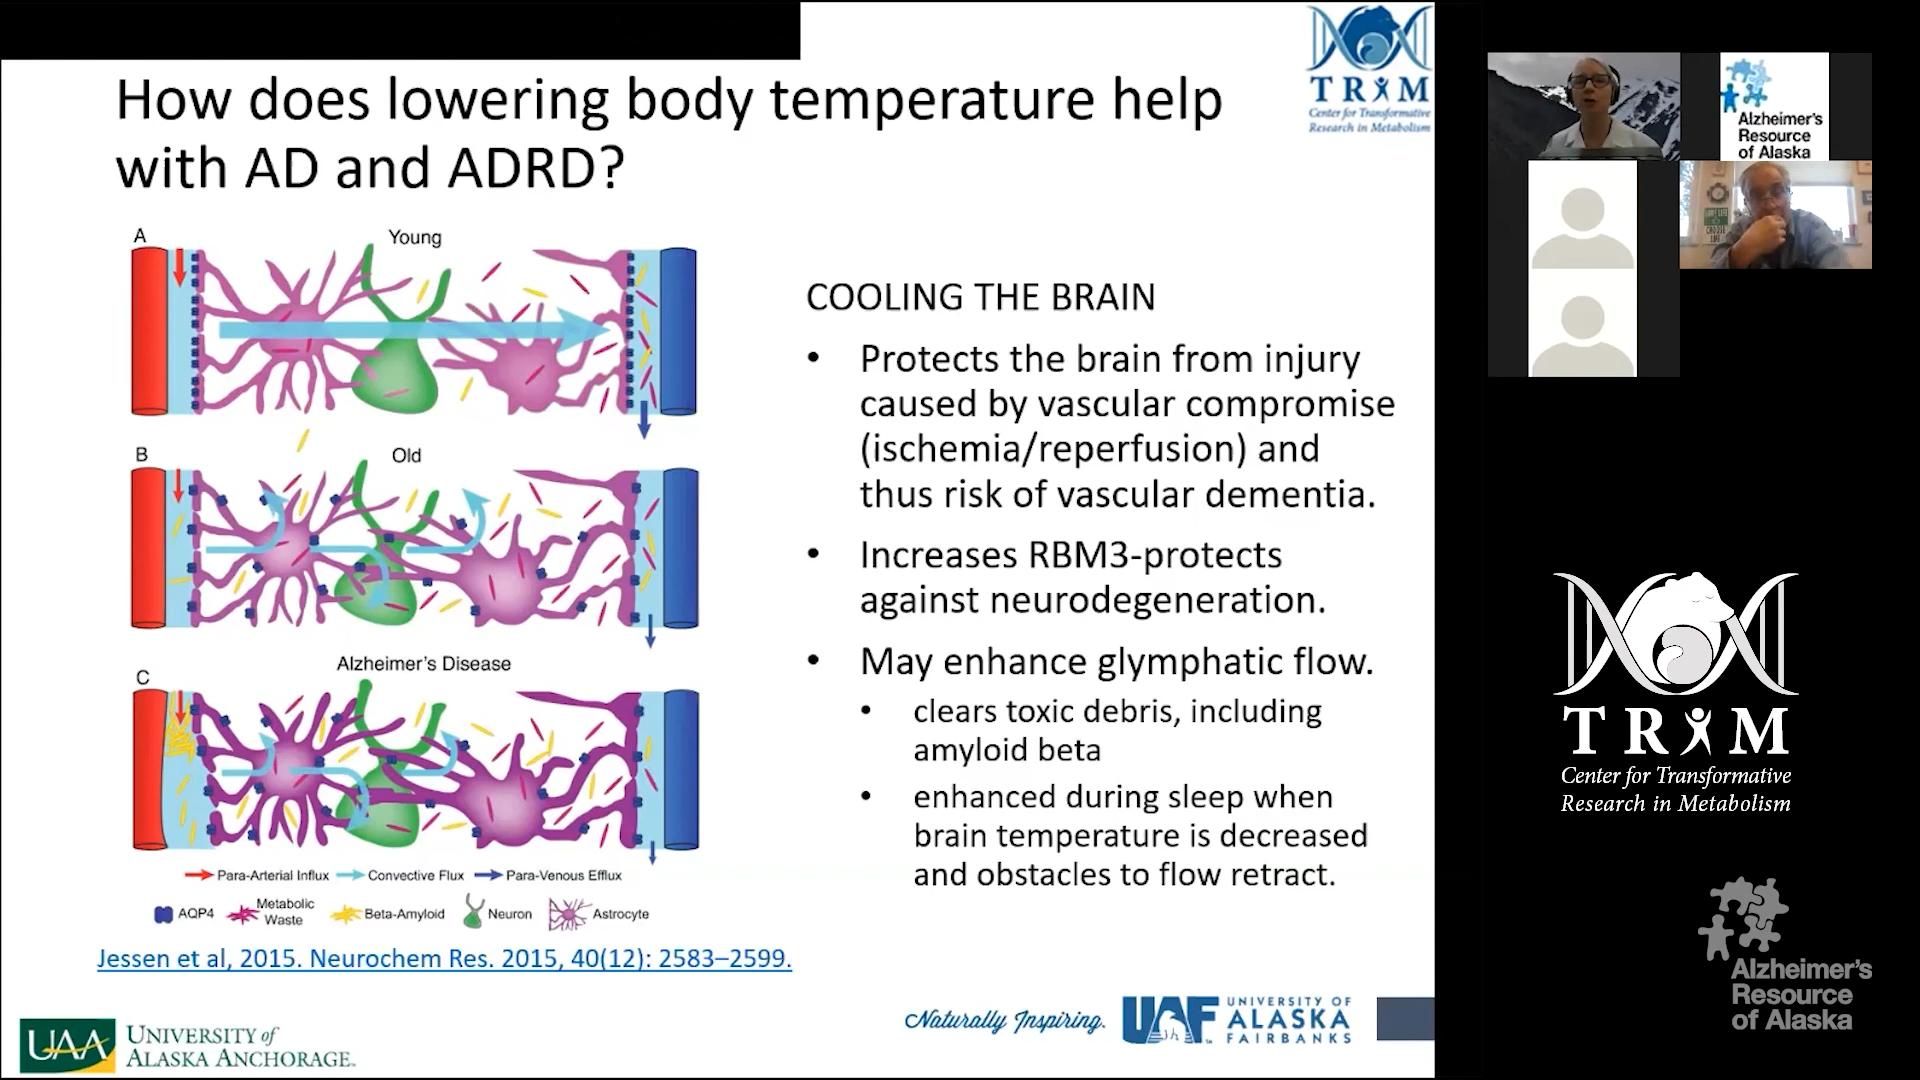 How does lowering body temperature help
with AD and ADRD?
TRiM
Center for Transformative
Research in Metabolism
A
Young
B
Old
Alzheimer's Disease
C
Para-Arterial Influx
Convective Flux
Para-Venous Efflux
AQP4
Metabolic
Waste
Beta-Amyloid
Neuron
Astrocyte
Jessen et al, 2015. Neurochem Res. 2015, 40(12): 2583–2599.
COOLING THE BRAIN
• Protects the brain from injury
caused by vascular compromise
(ischemia/reperfusion) and
thus risk of vascular dementia.
• Increases RBM3-protects
against neurodegeneration.
• May enhance glymphatic flow.
• clears toxic debris, including
amyloid beta
• enhanced during sleep when
brain temperature is decreased
and obstacles to flow retract.
UAA
UNIVERSITY of
ALASKA ANCHORAGE
Naturally Inspiring.
UAF
UNIVERSITY OF
ALASKA
FAIRBANKS
Alzheimer's
Resource
of Alaska
CHOOSE
LIFE
TRiM
Center for Transformative
Research in Metabolism
Alzheimer's
Resource
of Alaska